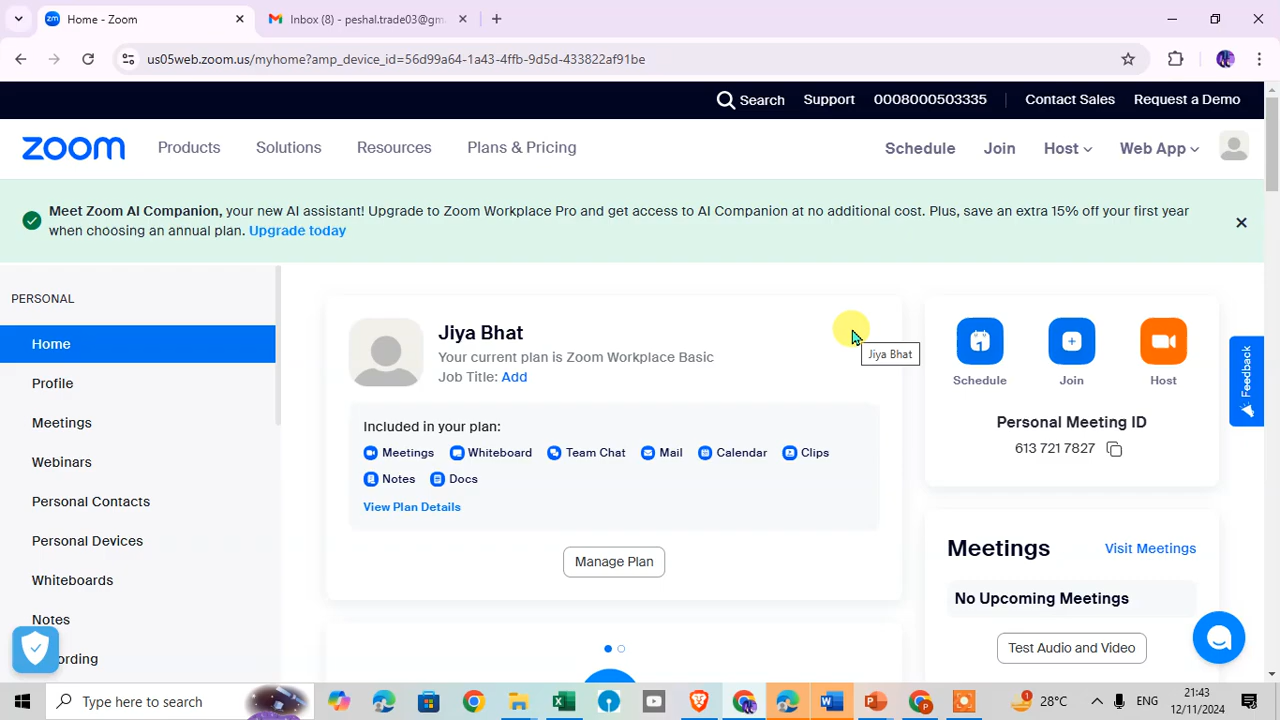 Home - Zoom
Inbox (8) - peshal.trade03@gm
us05web.zoom.us/myhome?amp_device_id=56d99a64-1a43-4ffb-9d5d-433822af91be
Search
Support
0008000503335
Contact Sales
Request a Demo
zoom
Products
Solutions
Resources
Plans & Pricing
Schedule
Join
Host
Web App
Meet Zoom AI Companion, your new AI assistant! Upgrade to Zoom Workplace Pro and get access to AI Companion at no additional cost. Plus, save an extra 15% off your first year
when choosing an annual plan. Upgrade today
PERSONAL
Home
Profile
Meetings
Webinars
Personal Contacts
Personal Devices
Whiteboards
Notes
ording
Jiya Bhat
Your current plan is Zoom Workplace Basic
Job Title: Add
Jiya Bhat
Included in your plan:
Meetings Whiteboard Team Chat Mail Calendar Clips
Notes Docs
View Plan Details
Manage Plan
Schedule
Join
Host
Personal Meeting ID
613 721 7827
Feedback
Meetings
Visit Meetings
No Upcoming Meetings
Test Audio and Video
Type here to search
28°C
ENG
21:43
12/11/2024